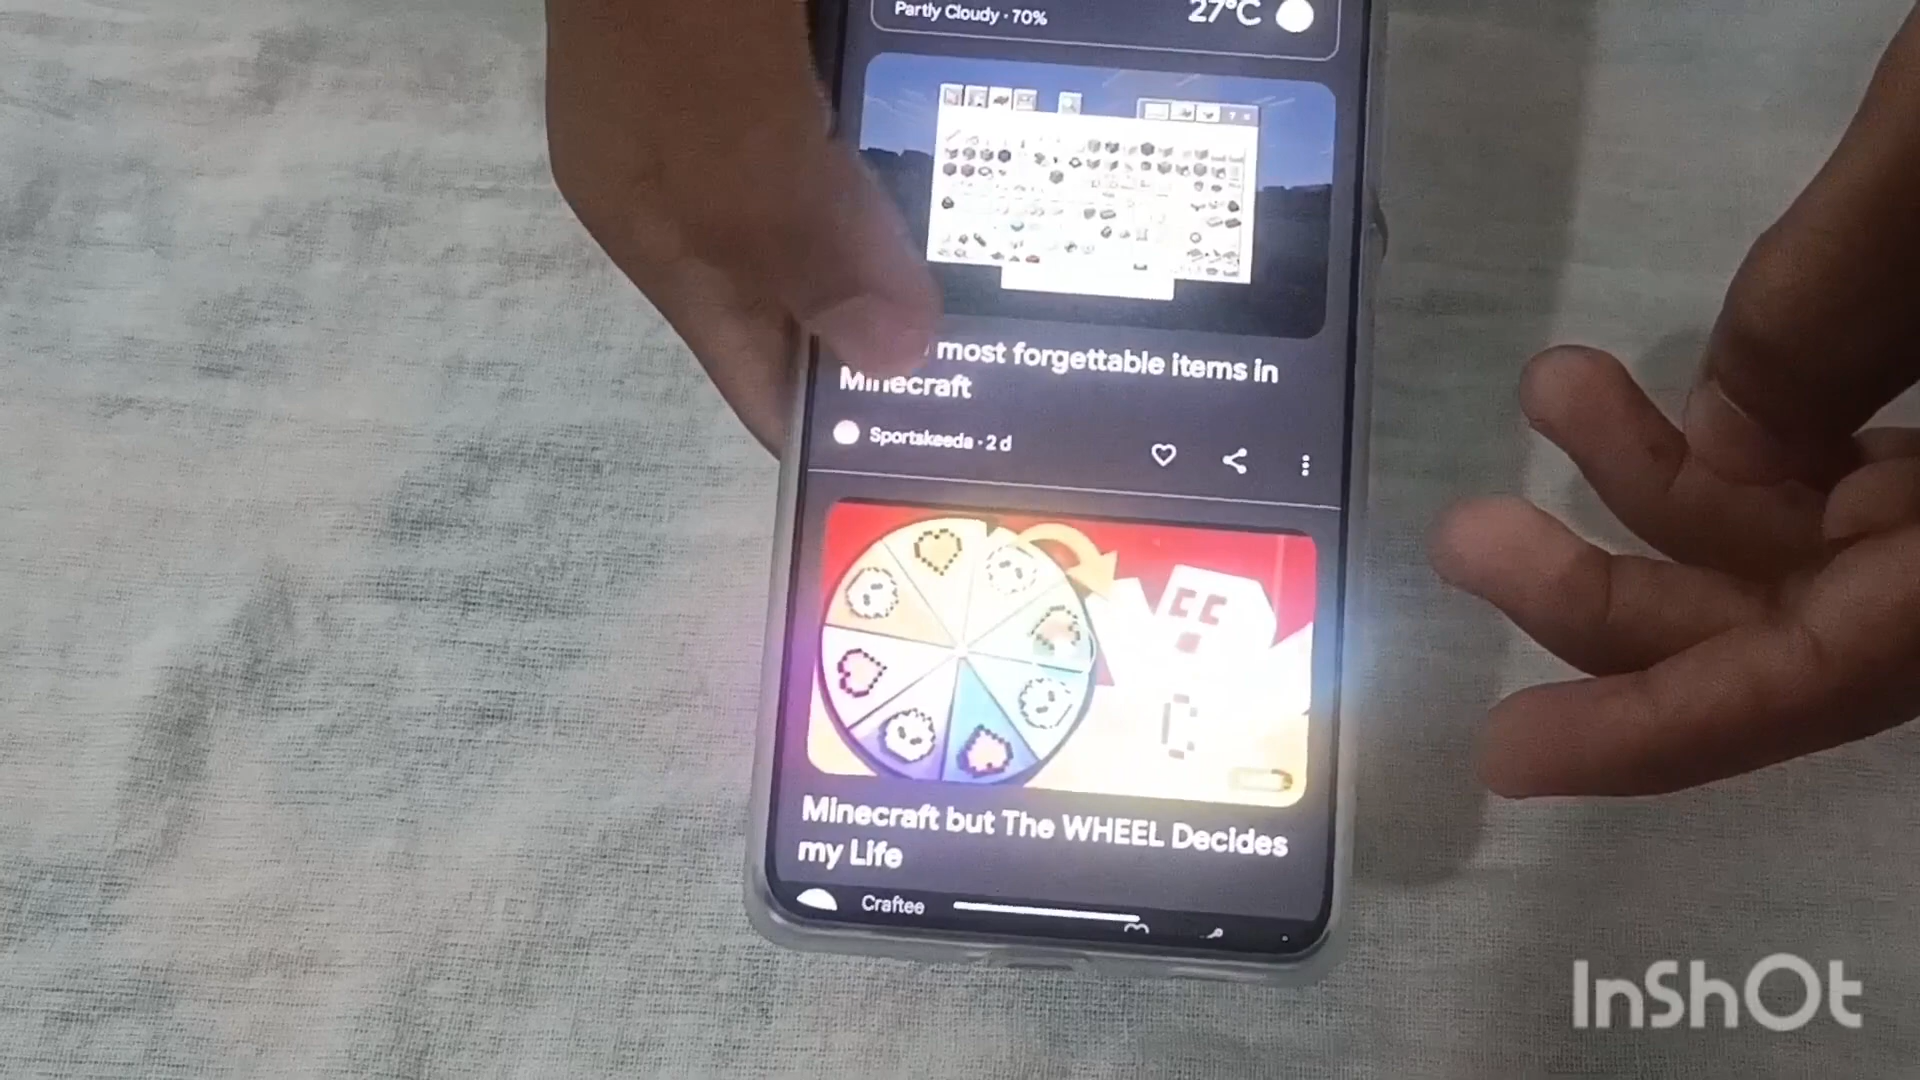 Partly Cloudy · 70%
27°C
most forgettable items in
Minecraft
Sportskeeda · 2 d
Minecraft but The WHEEL Decides
my Life
Craftee
InShOt